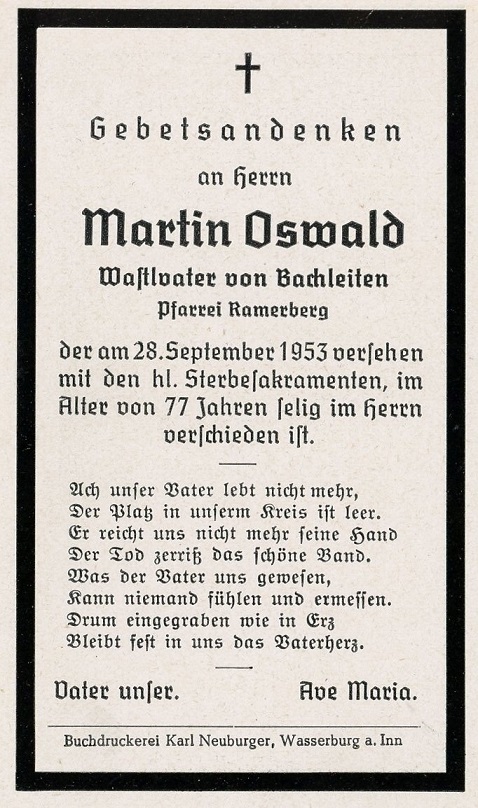 Gebetsandenken
an Herrn
Martin Oswald
Wastlvater von Bachleiten
Pfarrei Ramerberg
der am 28. September 1953 versehen
mit den hl. Sterbesakramenten, im
Alter von 77 Jahren selig im Herrn
verschieden ist.
Ach unser Vater lebt nicht mehr,
Der Platz in unserm Kreis ist leer.
Er reicht uns nicht mehr seine Hand
Der Tod zerriß das schöne Band.
Was der Vater uns gewesen,
Kann niemand fühlen und ermessen.
Drum eingegraben wie in Erz
Bleibt fest in uns das Vaterherz.
Vater unser. Ave Maria.
Buchdruckerei Karl Neuburger, Wasserburg a. Inn